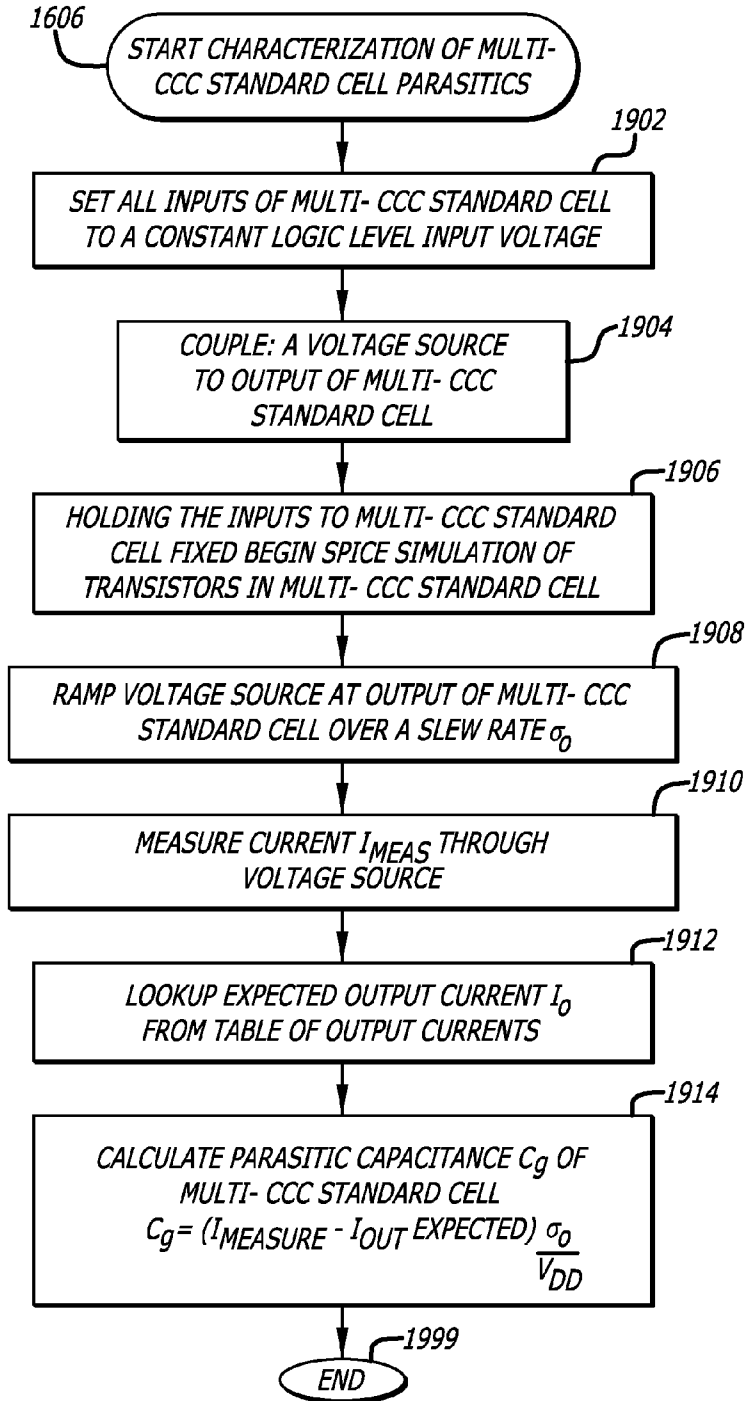 1606
START CHARACTERIZATION OF MULTI-
CCC STANDARD CELL PARASITICS
1902
SET ALL INPUTS OF MULTI- CCC STANDARD CELL
TO A CONSTANT LOGIC LEVEL INPUT VOLTAGE
1904
COUPLE: A VOLTAGE SOURCE
TO OUTPUT OF MULTI- CCC
STANDARD CELL
1906
HOLDING THE INPUTS TO MULTI- CCC STANDARD
CELL FIXED BEGIN SPICE SIMULATION OF
TRANSISTORS IN MULTI- CCC STANDARD CELL
1908
RAMP VOLTAGE SOURCE AT OUTPUT OF MULTI- CCC
STANDARD CELL OVER A SLEW RATE σo
1910
MEASURE CURRENT IMEAS THROUGH
VOLTAGE SOURCE
1912
LOOKUP EXPECTED OUTPUT CURRENT Io
FROM TABLE OF OUTPUT CURRENTS
1914
CALCULATE PARASITIC CAPACITANCE Cg OF
MULTI- CCC STANDARD CELL
Cg = (IMEASURE - IOUT EXPECTED) σo
VDD
1999
END